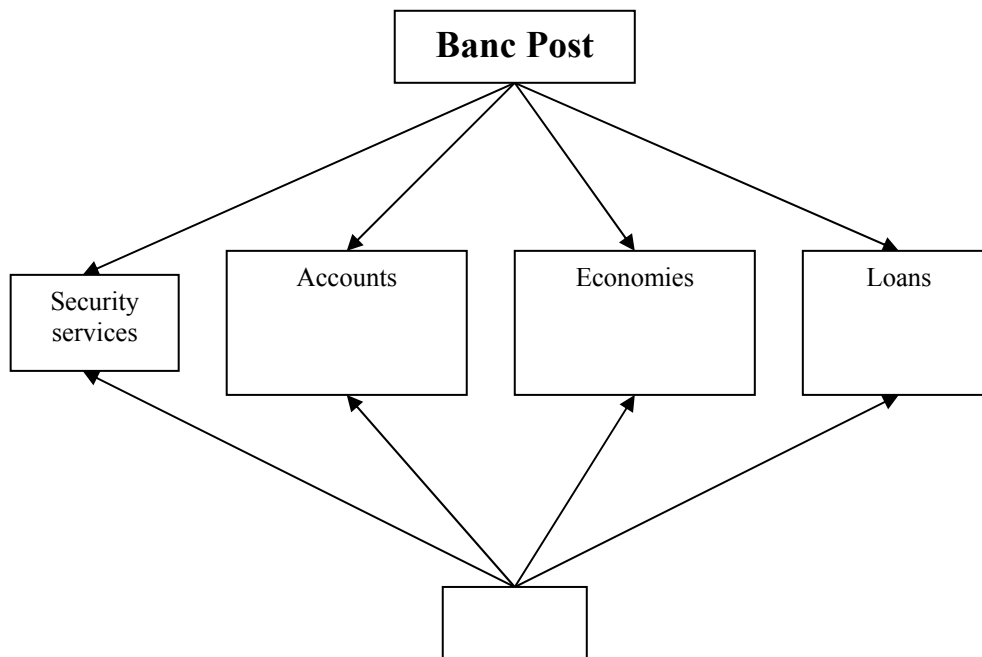 Banc Post
Security
services
Accounts
Economies
Loans